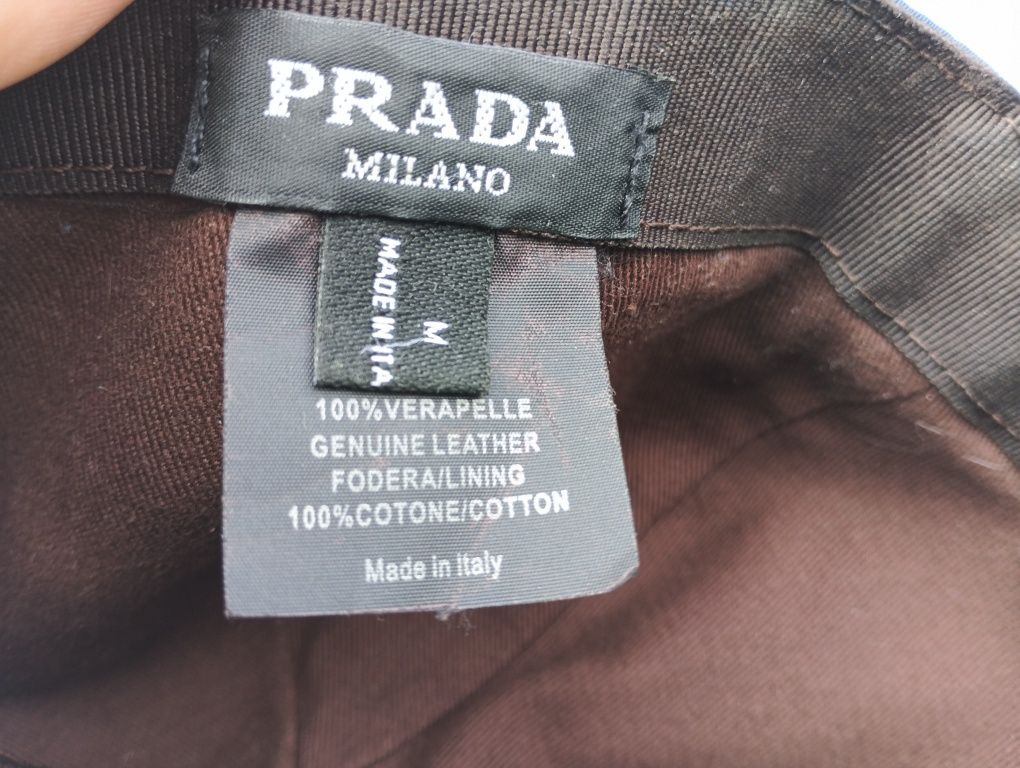 PRADA
MILANO
MADE IN ITA
M
100%VERAPELLE
GENUINE LEATHER
FODERA/LINING
100%COTONE/COTTON
Made in Italy